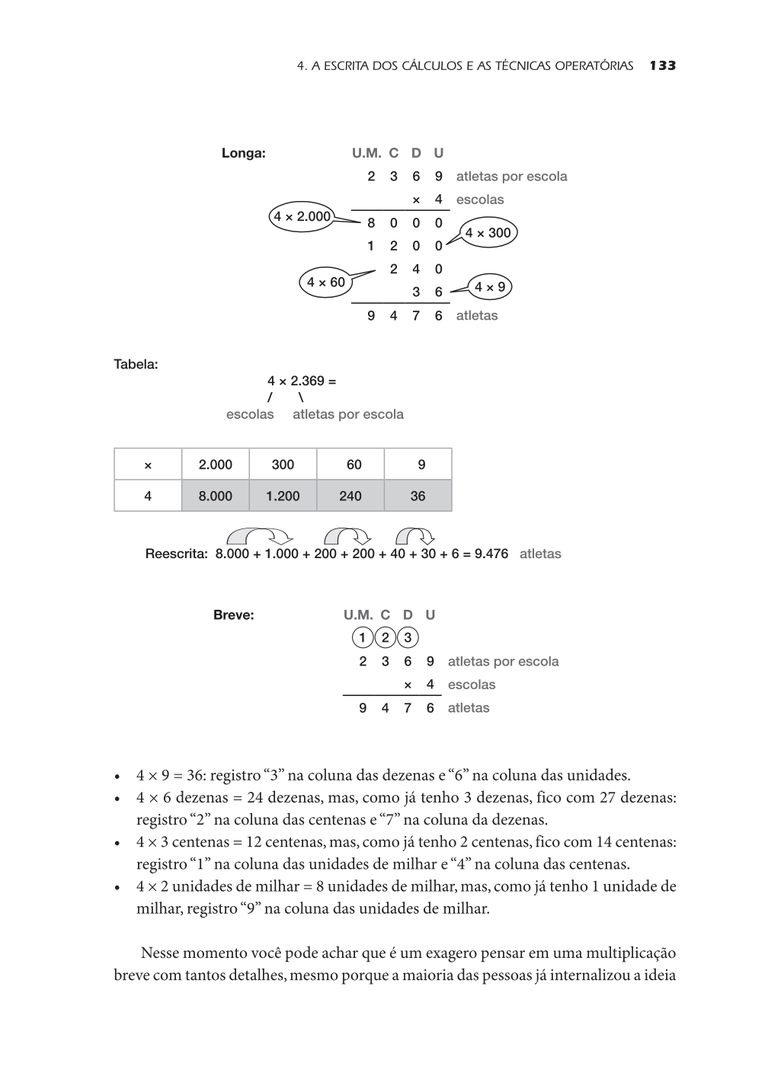 4. A ESCRITA DOS CÁLCULOS E AS TÉCNICAS OPERATÓRIAS 133
Longa: U.M. C D U
2 3 6 9 atletas por escola
× 4 escolas
4 × 2.000 8 0 0 0
1 2 0 0 4 × 300
4 × 60 2 4 0
3 6 4 × 9
9 4 7 6 atletas
Tabela:
4 × 2.369 =
/ \
escolas atletas por escola
× 2.000 300 60 9
4 8.000 1.200 240 36
Reescrita: 8.000 + 1.000 + 200 + 200 + 40 + 30 + 6 = 9.476 atletas
Breve: U.M. C D U
1 2 3
2 3 6 9 atletas por escola
× 4 escolas
9 4 7 6 atletas
• 4 × 9 = 36: registro “3” na coluna das dezenas e “6” na coluna das unidades.
• 4 × 6 dezenas = 24 dezenas, mas, como já tenho 3 dezenas, fico com 27 dezenas:
registro “2” na coluna das centenas e “7” na coluna da dezenas.
• 4 × 3 centenas = 12 centenas, mas, como já tenho 2 centenas, fico com 14 centenas:
registro “1” na coluna das unidades de milhar e “4” na coluna das centenas.
• 4 × 2 unidades de milhar = 8 unidades de milhar, mas, como já tenho 1 unidade de
milhar, registro “9” na coluna das unidades de milhar.
Nesse momento você pode achar que é um exagero pensar em uma multiplicação
breve com tantos detalhes, mesmo porque a maioria das pessoas já internalizou a ideia